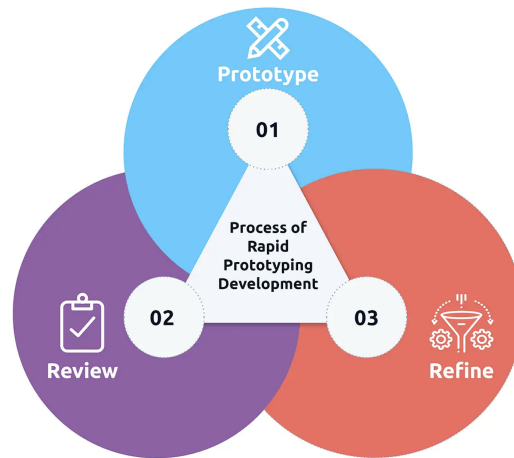 Prototype
01
Process of
Rapid
Prototyping
Development
02
03
Review
Refine